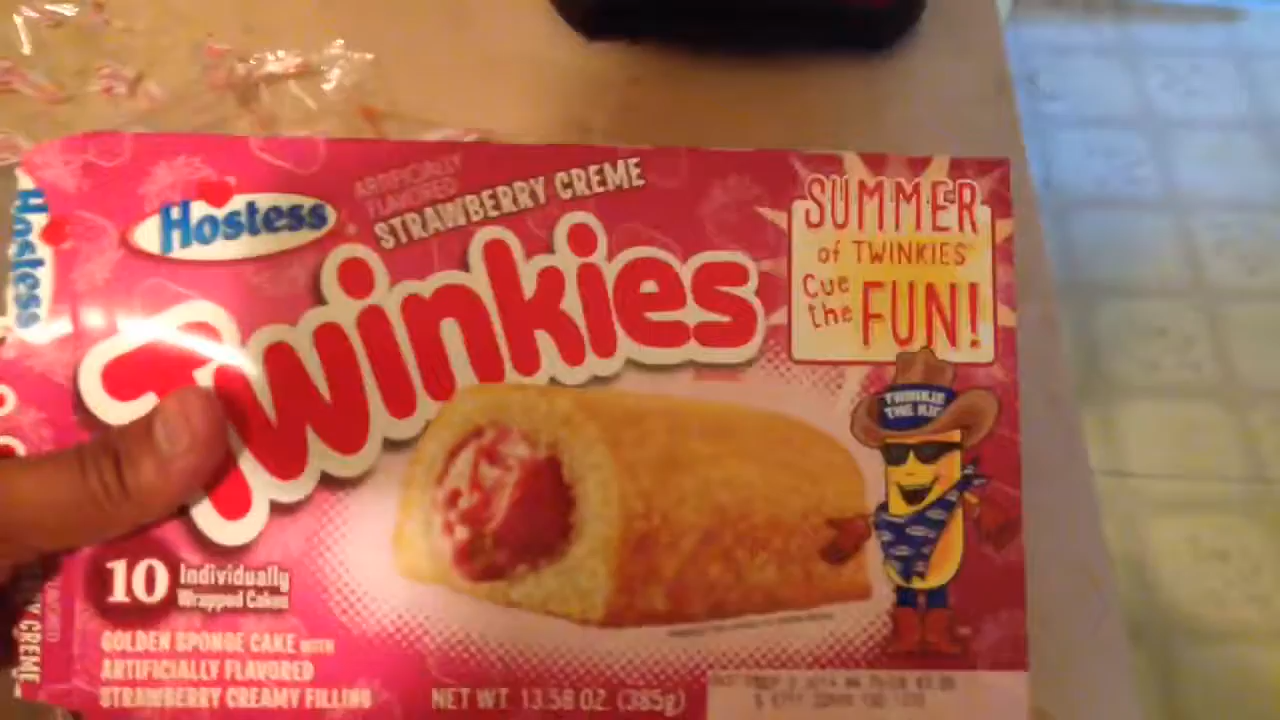 Hostess
ARTIFICIALLY
FLAVORED
STRAWBERRY CREME
Twinkies
SUMMER
of TWINKIES
Cue
the FUN!
TWINKIE
THE KID
Hostess
10 Individually
Wrapped Cakes
GOLDEN SPONGE CAKE WITH
ARTIFICIALLY FLAVORED
STRAWBERRY CREAMY FILLING
NET WT. 13.58 OZ. (385g)
CREME